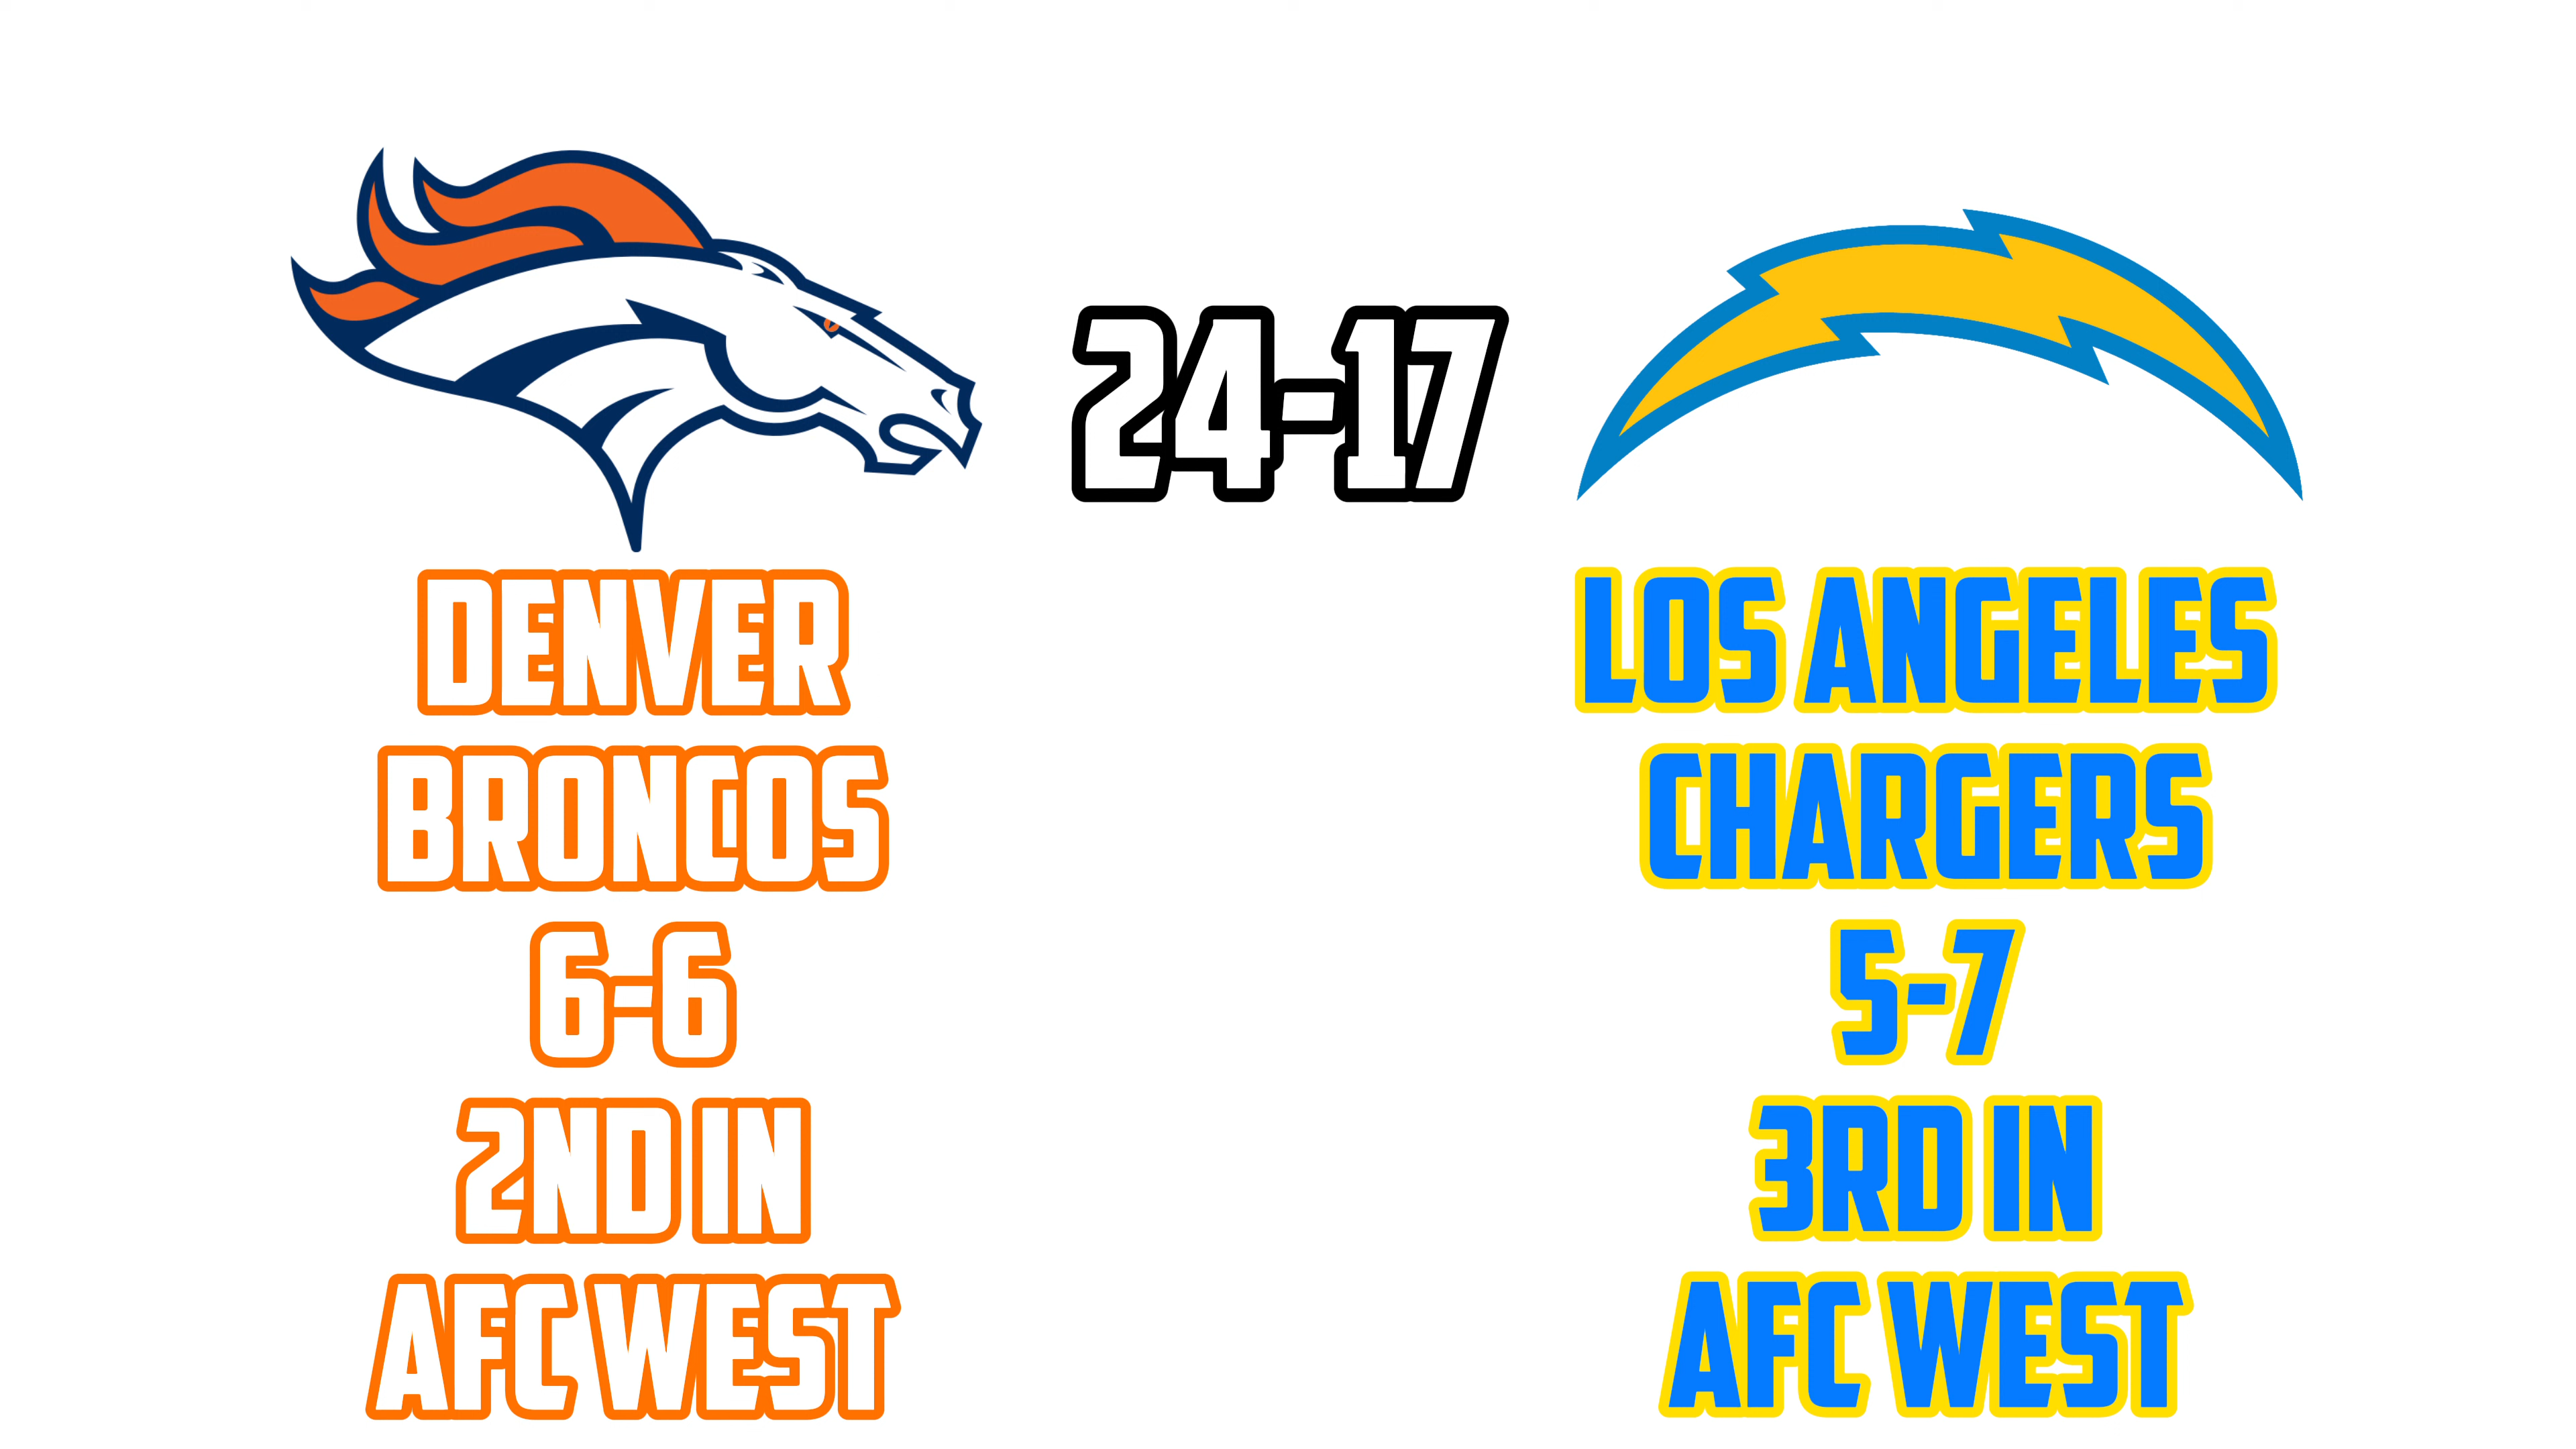 24-17
DENVER
BRONCOS
6-6
2ND IN
AFC WEST
LOS ANGELES
CHARGERS
5-7
3RD IN
AFC WEST